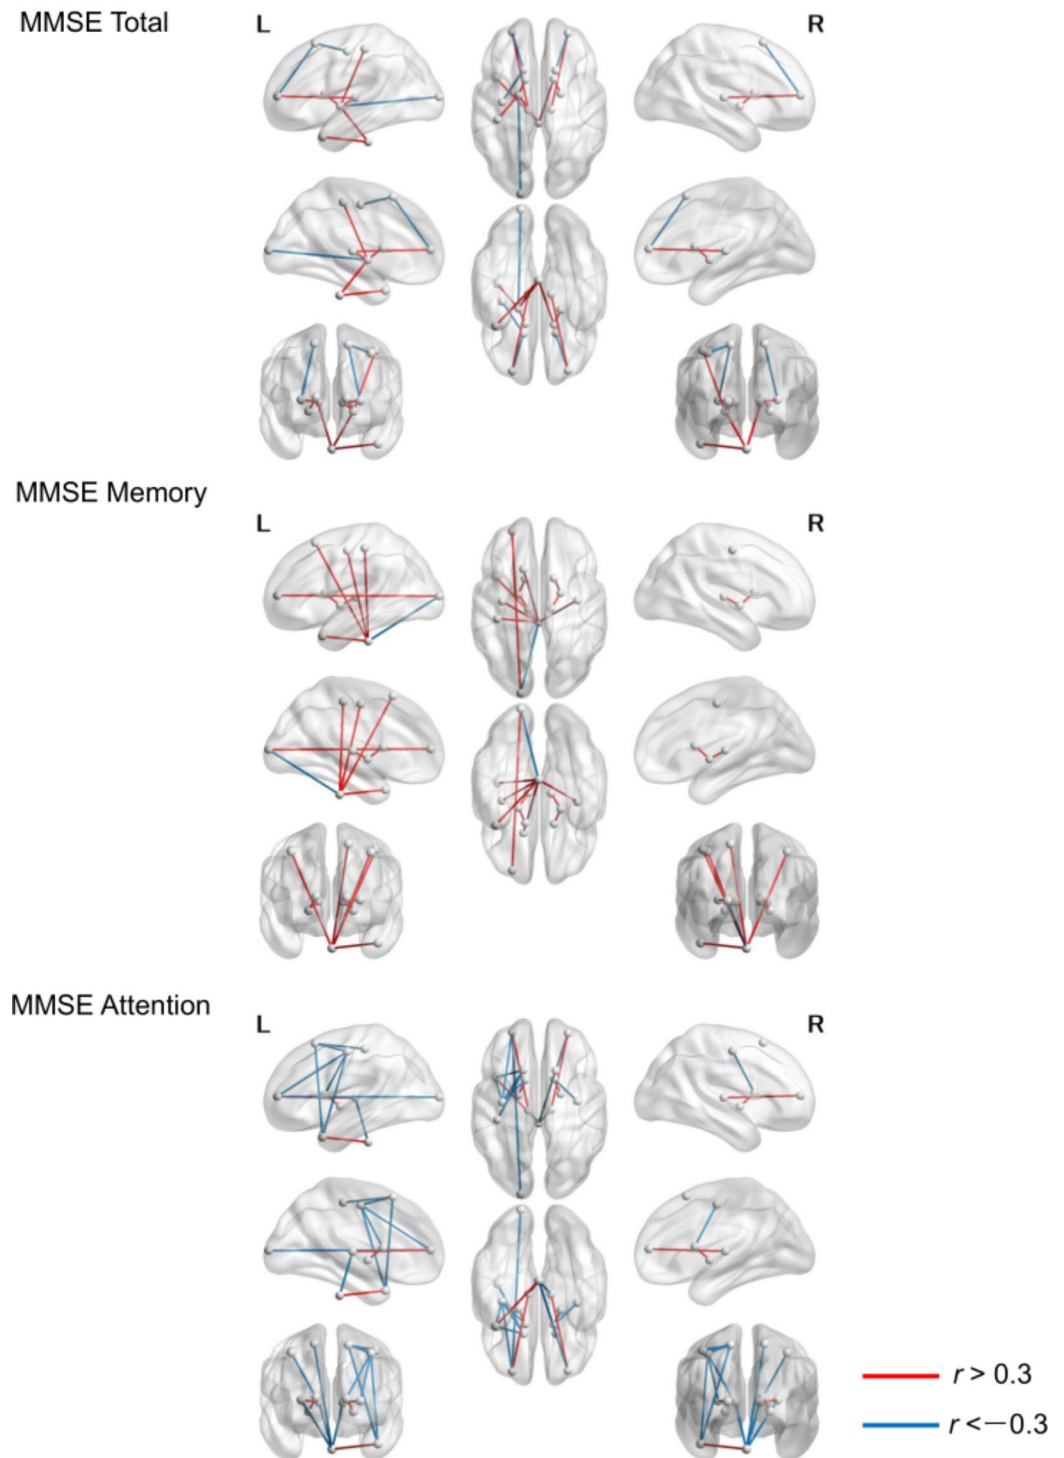 MMSE Total
L R
MMSE Memory
L R
MMSE Attention
L R
r > 0.3
r <—0.3